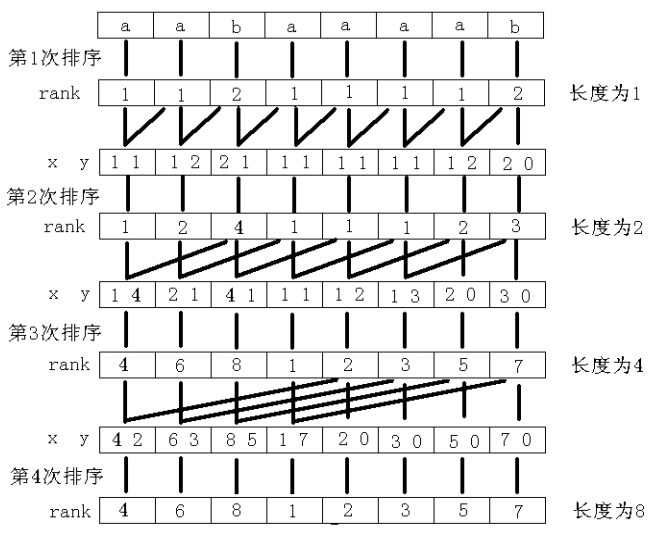 a a b a a a a b
第1次排序
rank 1 1 2 1 1 1 1 2 长度为1
x y 1 1 1 2 2 1 1 1 1 1 1 1 1 2 2 0
第2次排序
rank 1 2 4 1 1 1 2 3 长度为2
x y 1 4 2 1 4 1 1 1 1 2 1 3 2 0 3 0
第3次排序
rank 4 6 8 1 2 3 5 7 长度为4
x y 4 2 6 3 8 5 1 7 2 0 3 0 5 0 7 0
第4次排序
rank 4 6 8 1 2 3 5 7 长度为8